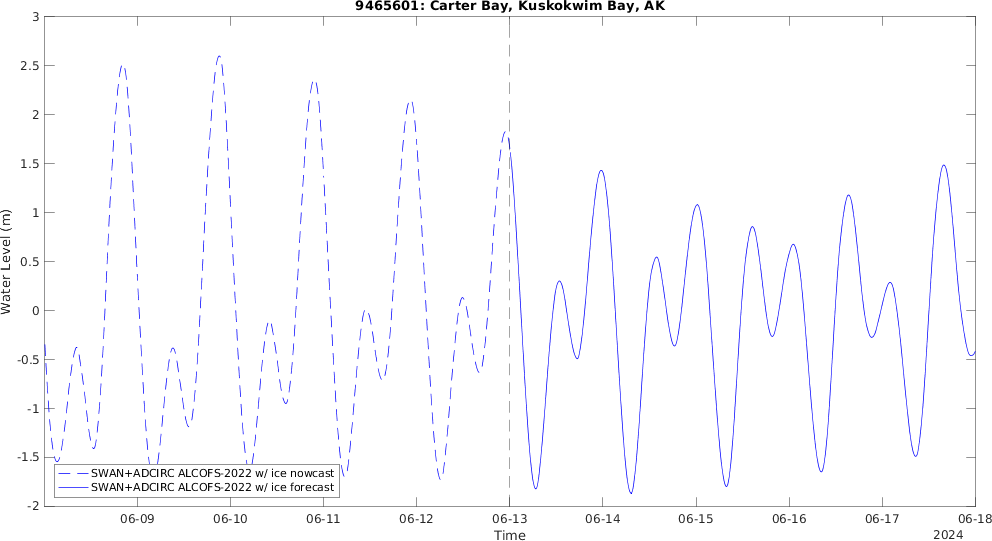 9465601: Carter Bay, Kuskokwim Bay, AK
3
2.5
2
1.5
1
0.5
0
-0.5
-1
-1.5
-2
Water Level (m)
SWAN+ADCIRC ALCOFS-2022 w/ ice nowcast
SWAN+ADCIRC ALCOFS-2022 w/ ice forecast
06-09 06-10 06-11 06-12 06-13 06-14 06-15 06-16 06-17 06-18
Time
2024